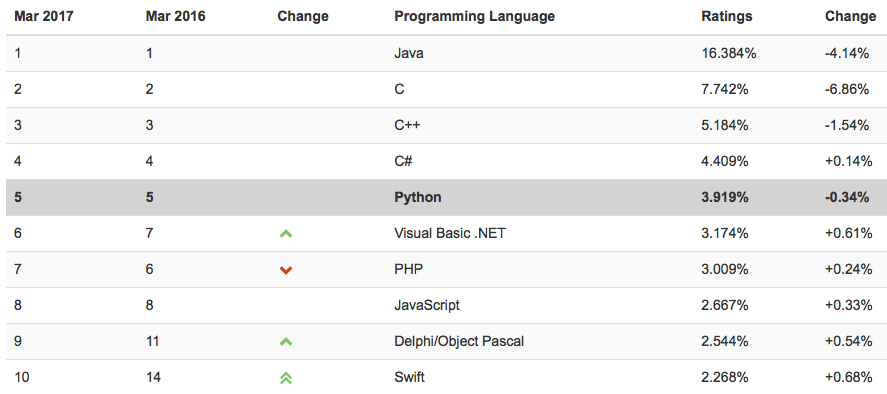 Mar 2017 Mar 2016 Change Programming Language Ratings Change
1 1 Java 16.384% -4.14%
2 2 C 7.742% -6.86%
3 3 C++ 5.184% -1.54%
4 4 C# 4.409% +0.14%
5 5 Python 3.919% -0.34%
6 7 Visual Basic .NET 3.174% +0.61%
7 6 PHP 3.009% +0.24%
8 8 JavaScript 2.667% +0.33%
9 11 Delphi/Object Pascal 2.544% +0.54%
10 14 Swift 2.268% +0.68%